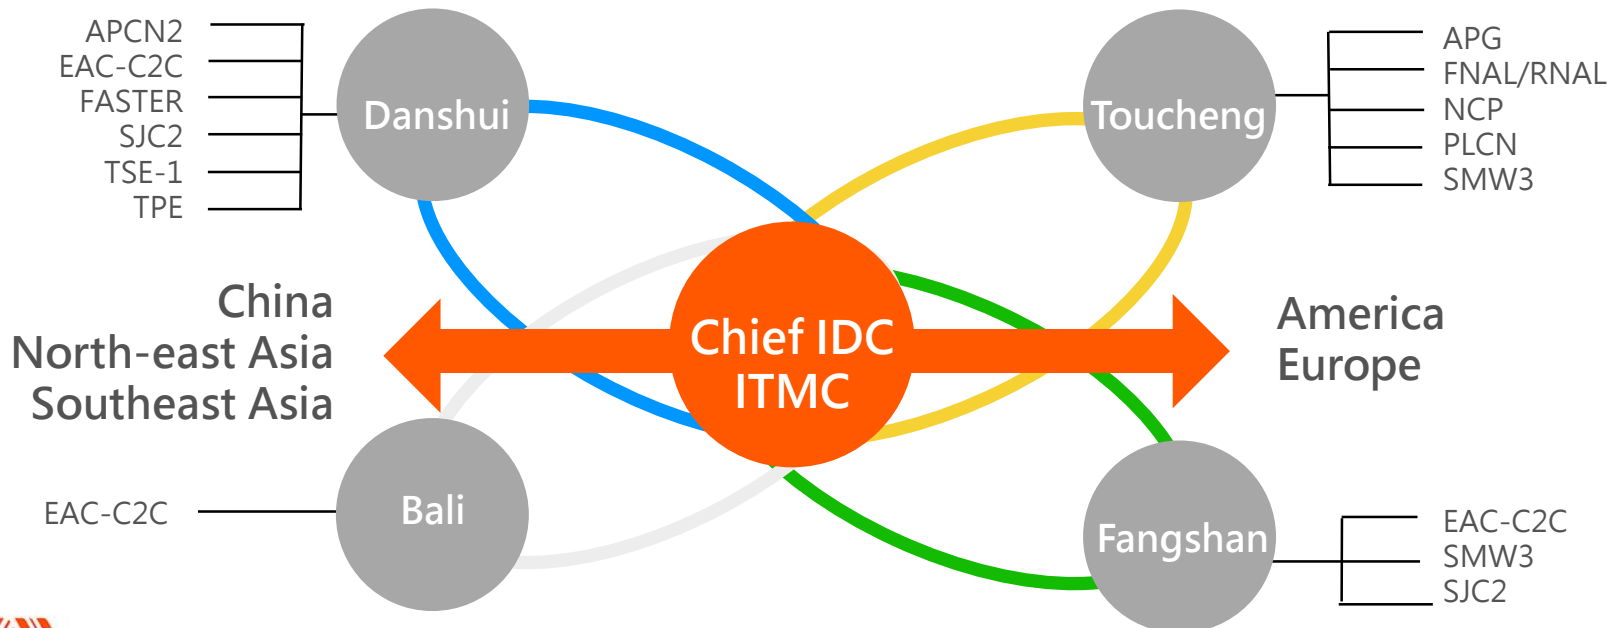 APCN2
EAC-C2C
FASTER
SJC2
TSE-1
TPE
Danshui
Toucheng
APG
FNAL/RNAL
NCP
PLCN
SMW3
China
North-east Asia
Southeast Asia
Chief IDC
ITMC
America
Europe
EAC-C2C
Bali
Fangshan
EAC-C2C
SMW3
SJC2